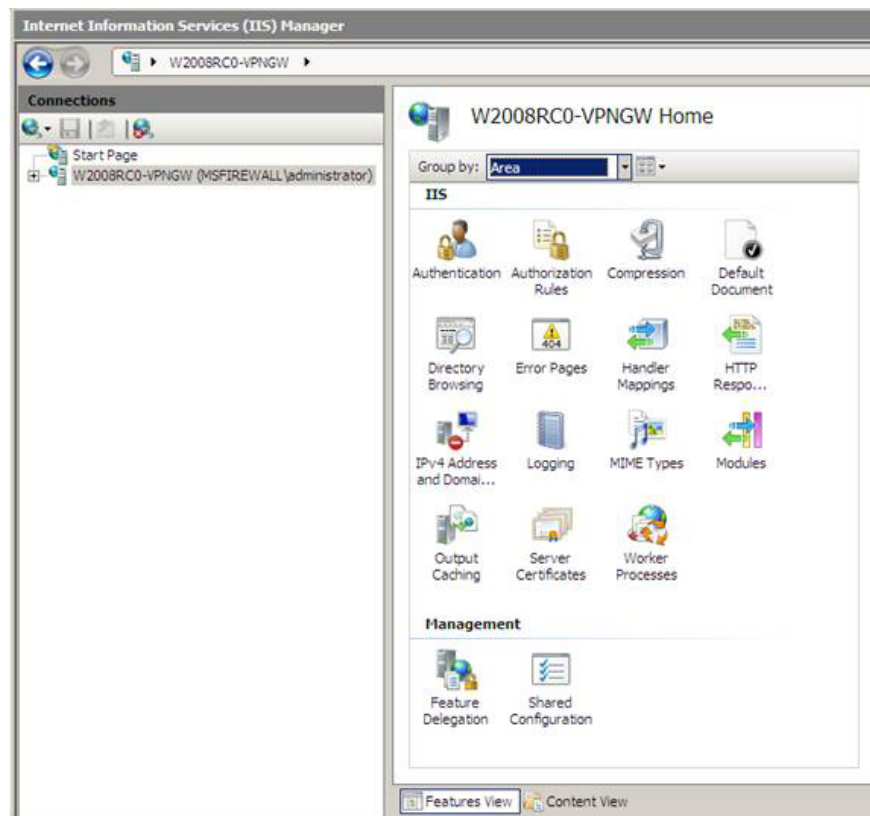 Internet Information Services (IIS) Manager
W2008RC0-VPNGW
Connections
Start Page
W2008RC0-VPNGW (MSFIREWALL\administrator)
W2008RC0-VPNGW Home
Group by: Area
IIS
Authentication
Authorization
Rules
Compression
Default
Document
Directory
Browsing
Error Pages
404
Handler
Mappings
HTTP
Respo...
IPv4 Address
and Domai...
Logging
MIME Types
Modules
Output
Caching
Server
Certificates
Worker
Processes
Management
Feature
Delegation
Shared
Configuration
Features View
Content View